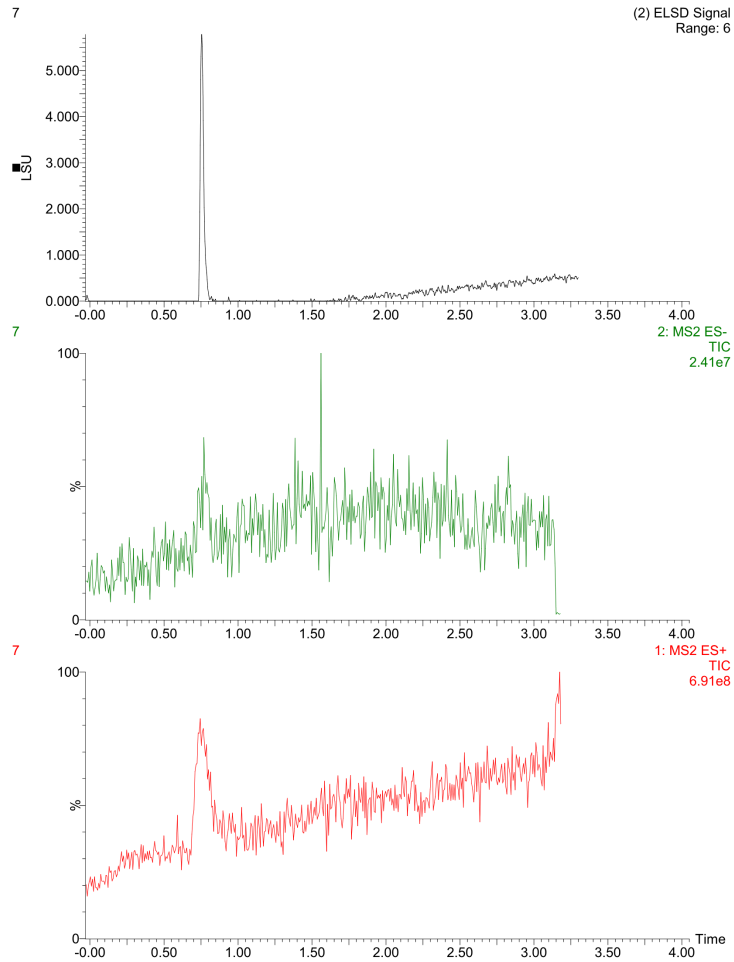 7
(2) ELSD Signal
Range: 6
5.000
4.000
3.000
2.000
1.000
0.000
LSU
-0.00 0.50 1.00 1.50 2.00 2.50 3.00 3.50 4.00
7
2: MS2 ES-
TIC
2.41e7
100
%
0
-0.00 0.50 1.00 1.50 2.00 2.50 3.00 3.50 4.00
7
1: MS2 ES+
TIC
6.91e8
100
%
0
Time
-0.00 0.50 1.00 1.50 2.00 2.50 3.00 3.50 4.00